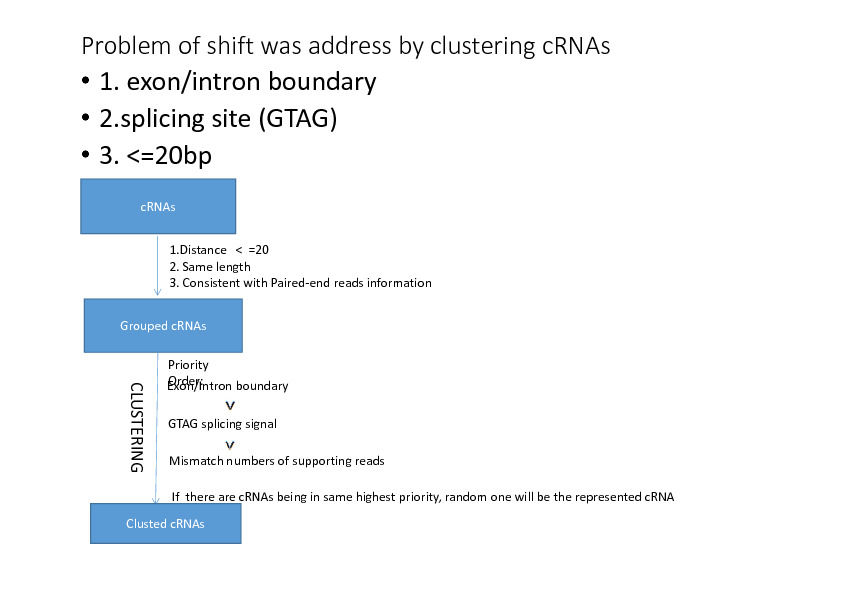 Problem of shift was address by clustering cRNAs
• 1. exon/intron boundary
• 2.splicing site (GTAG)
• 3. <=20bp
cRNAs
1.Distance < =20
2. Same length
3. Consistent with Paired-end reads information
Grouped cRNAs
Priority
Order:
Exon/intron boundary
>
GTAG splicing signal
>
Mismatch numbers of supporting reads
CLUSTERING
If there are cRNAs being in same highest priority, random one will be the represented cRNA
Clusted cRNAs